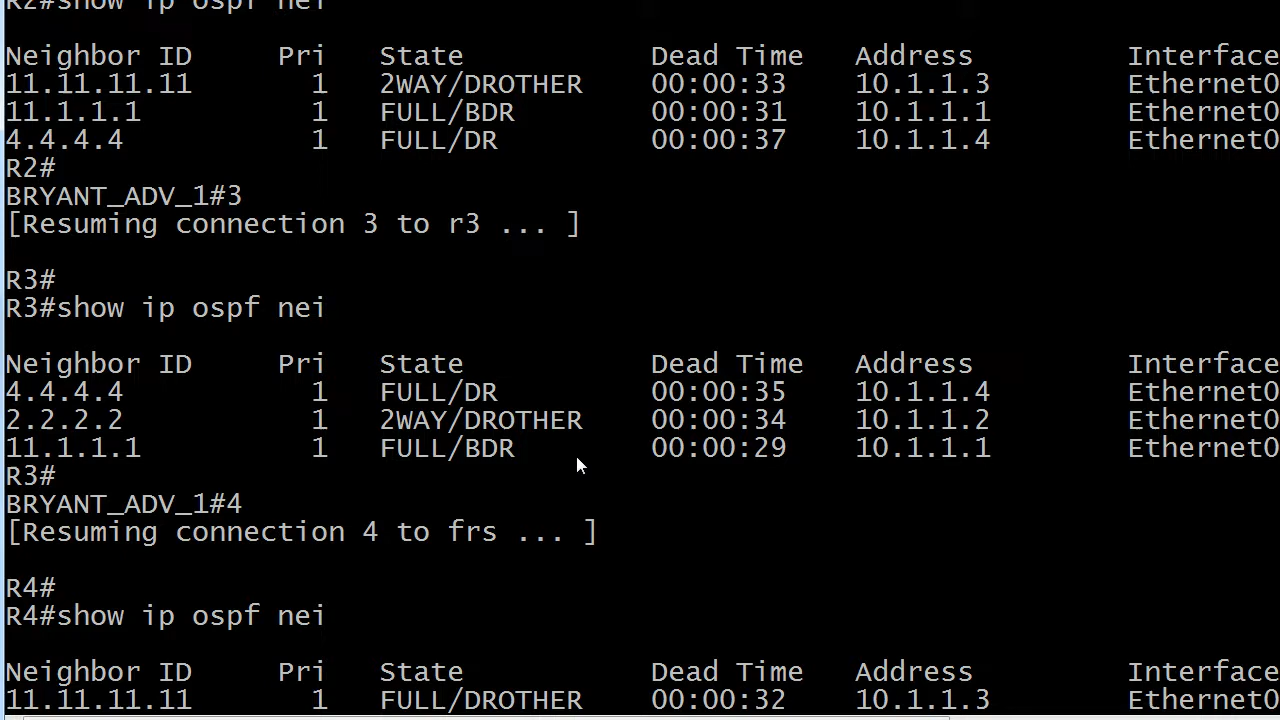 R2#show ip ospf nei
Neighbor ID Pri State Dead Time Address Interface
11.11.11.11 1 2WAY/DROTHER 00:00:33 10.1.1.3 Ethernet0
11.1.1.1 1 FULL/BDR 00:00:31 10.1.1.1 Ethernet0
4.4.4.4 1 FULL/DR 00:00:37 10.1.1.4 Ethernet0
R2#
BRYANT_ADV_1#3
[Resuming connection 3 to r3 ... ]
R3#
R3#show ip ospf nei
Neighbor ID Pri State Dead Time Address Interface
4.4.4.4 1 FULL/DR 00:00:35 10.1.1.4 Ethernet0
2.2.2.2 1 2WAY/DROTHER 00:00:34 10.1.1.2 Ethernet0
11.1.1.1 1 FULL/BDR 00:00:29 10.1.1.1 Ethernet0
R3#
BRYANT_ADV_1#4
[Resuming connection 4 to frs ... ]
R4#
R4#show ip ospf nei
Neighbor ID Pri State Dead Time Address Interface
11.11.11.11 1 FULL/DROTHER 00:00:32 10.1.1.3 Ethernet0